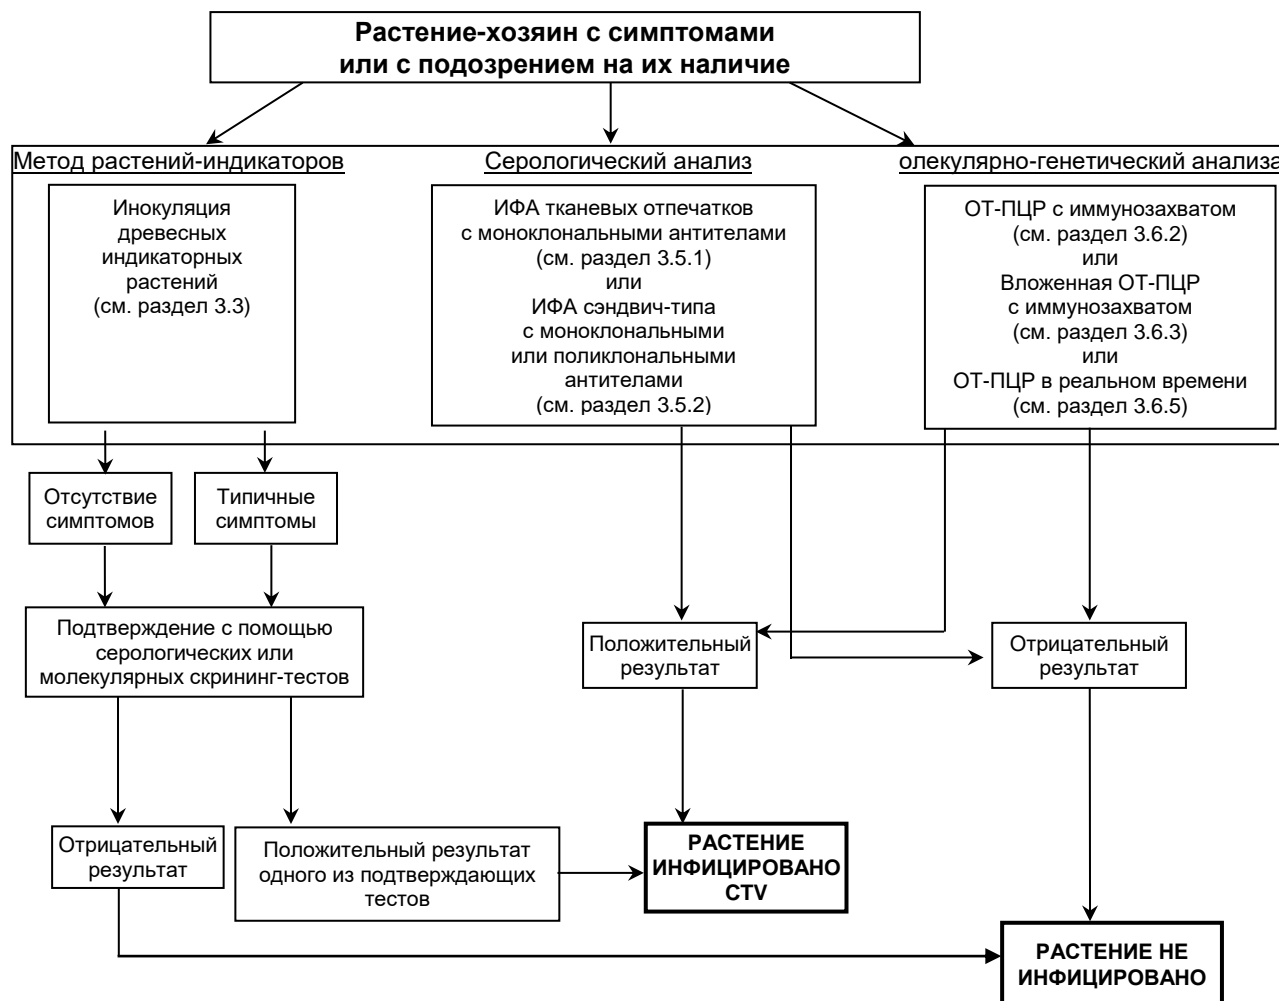 Растение-хозяин с симптомами
или с подозрением на их наличие
Метод растений-индикаторов
Инокуляция
древесных
индикаторных
растений
(см. раздел 3.3)
Серологический анализ
ИФА тканевых отпечатков
с моноклональными антителами
(см. раздел 3.5.1)
или
ИФА сэндвич-типа
с моноклональными
или поликлональными
антителами
(см. раздел 3.5.2)
олекулярно-генетический анализа
ОТ-ПЦР с иммунозахватом
(см. раздел 3.6.2)
или
Вложенная ОТ-ПЦР
с иммунозахватом
(см. раздел 3.6.3)
или
ОТ-ПЦР в реальном времени
(см. раздел 3.6.5)
Отсутствие
симптомов
Типичные
симптомы
Подтверждение с помощью
серологических или
молекулярных скрининг-тестов
Положительный
результат
Отрицательный
результат
Отрицательный
результат
Положительный результат
одного из подтверждающих
тестов
РАСТЕНИЕ
ИНФИЦИРОВАНО
CTV
РАСТЕНИЕ НЕ
ИНФИЦИРОВАНО